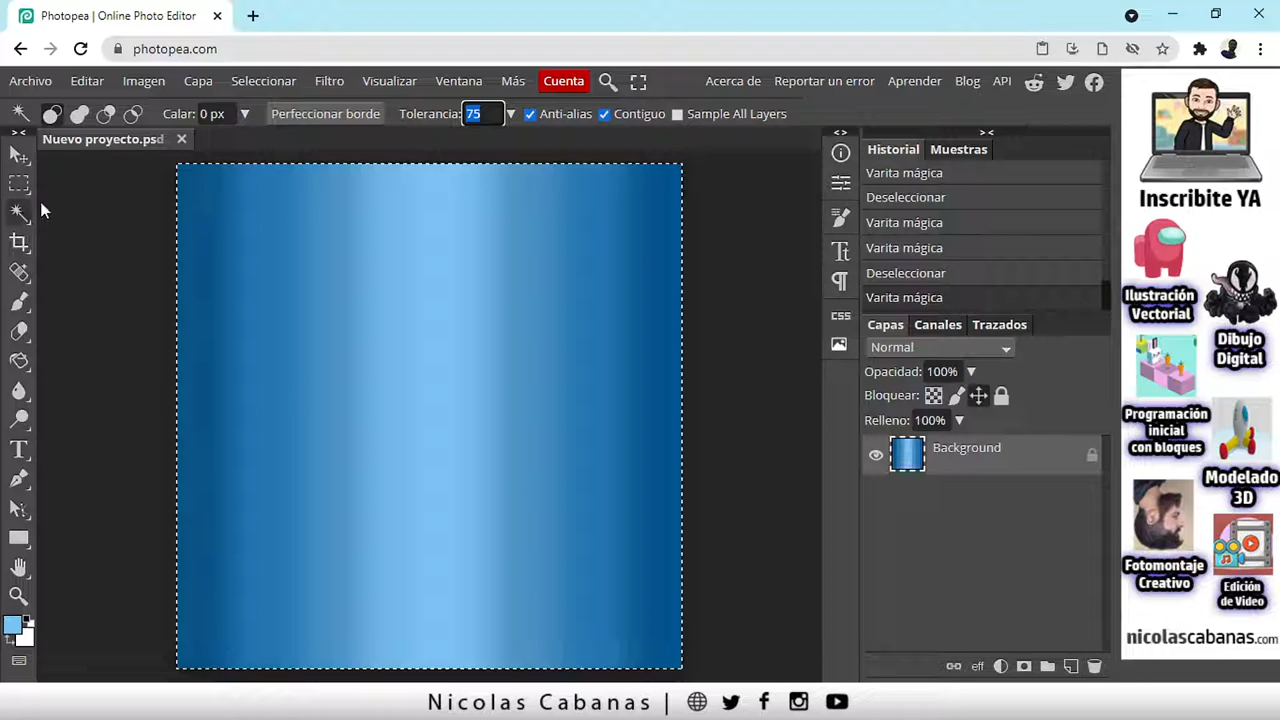 Photopea | Online Photo Editor
photopea.com
Archivo Editar Imagen Capa Seleccionar Filtro Visualizar Ventana Más Cuenta Acerca de Reportar un error Aprender Blog API
Calar: 0 px Perfeccionar borde Tolerancia: 75 Anti-alias Contiguo Sample All Layers
Nuevo proyecto.psd
Historial Muestras
Varita mágica
Deseleccionar
Varita mágica
Varita mágica
Deseleccionar
Varita mágica
CSS
Capas Canales Trazados
Normal
Opacidad: 100%
Bloquear:
Relleno: 100%
Background
eff
Inscribite YA
Ilustración
Vectorial
Dibujo
Digital
Programación
inicial
con bloques
Modelado
3D
Fotomontaje
Creativo
Edición
de Video
nicolascabanas.com
Nicolas Cabanas |